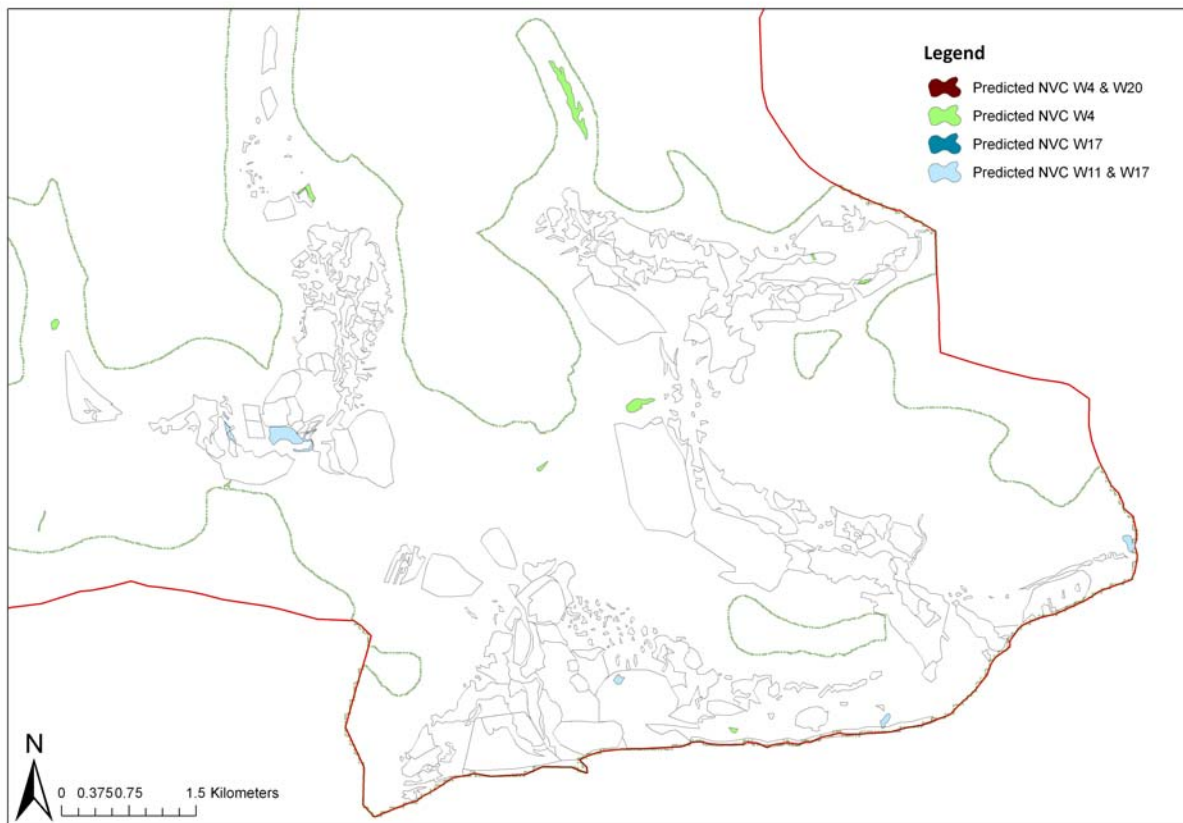 Legend
Predicted NVC W4 & W20
Predicted NVC W4
Predicted NVC W17
Predicted NVC W11 & W17
N
0 0.3750.75 1.5 Kilometers